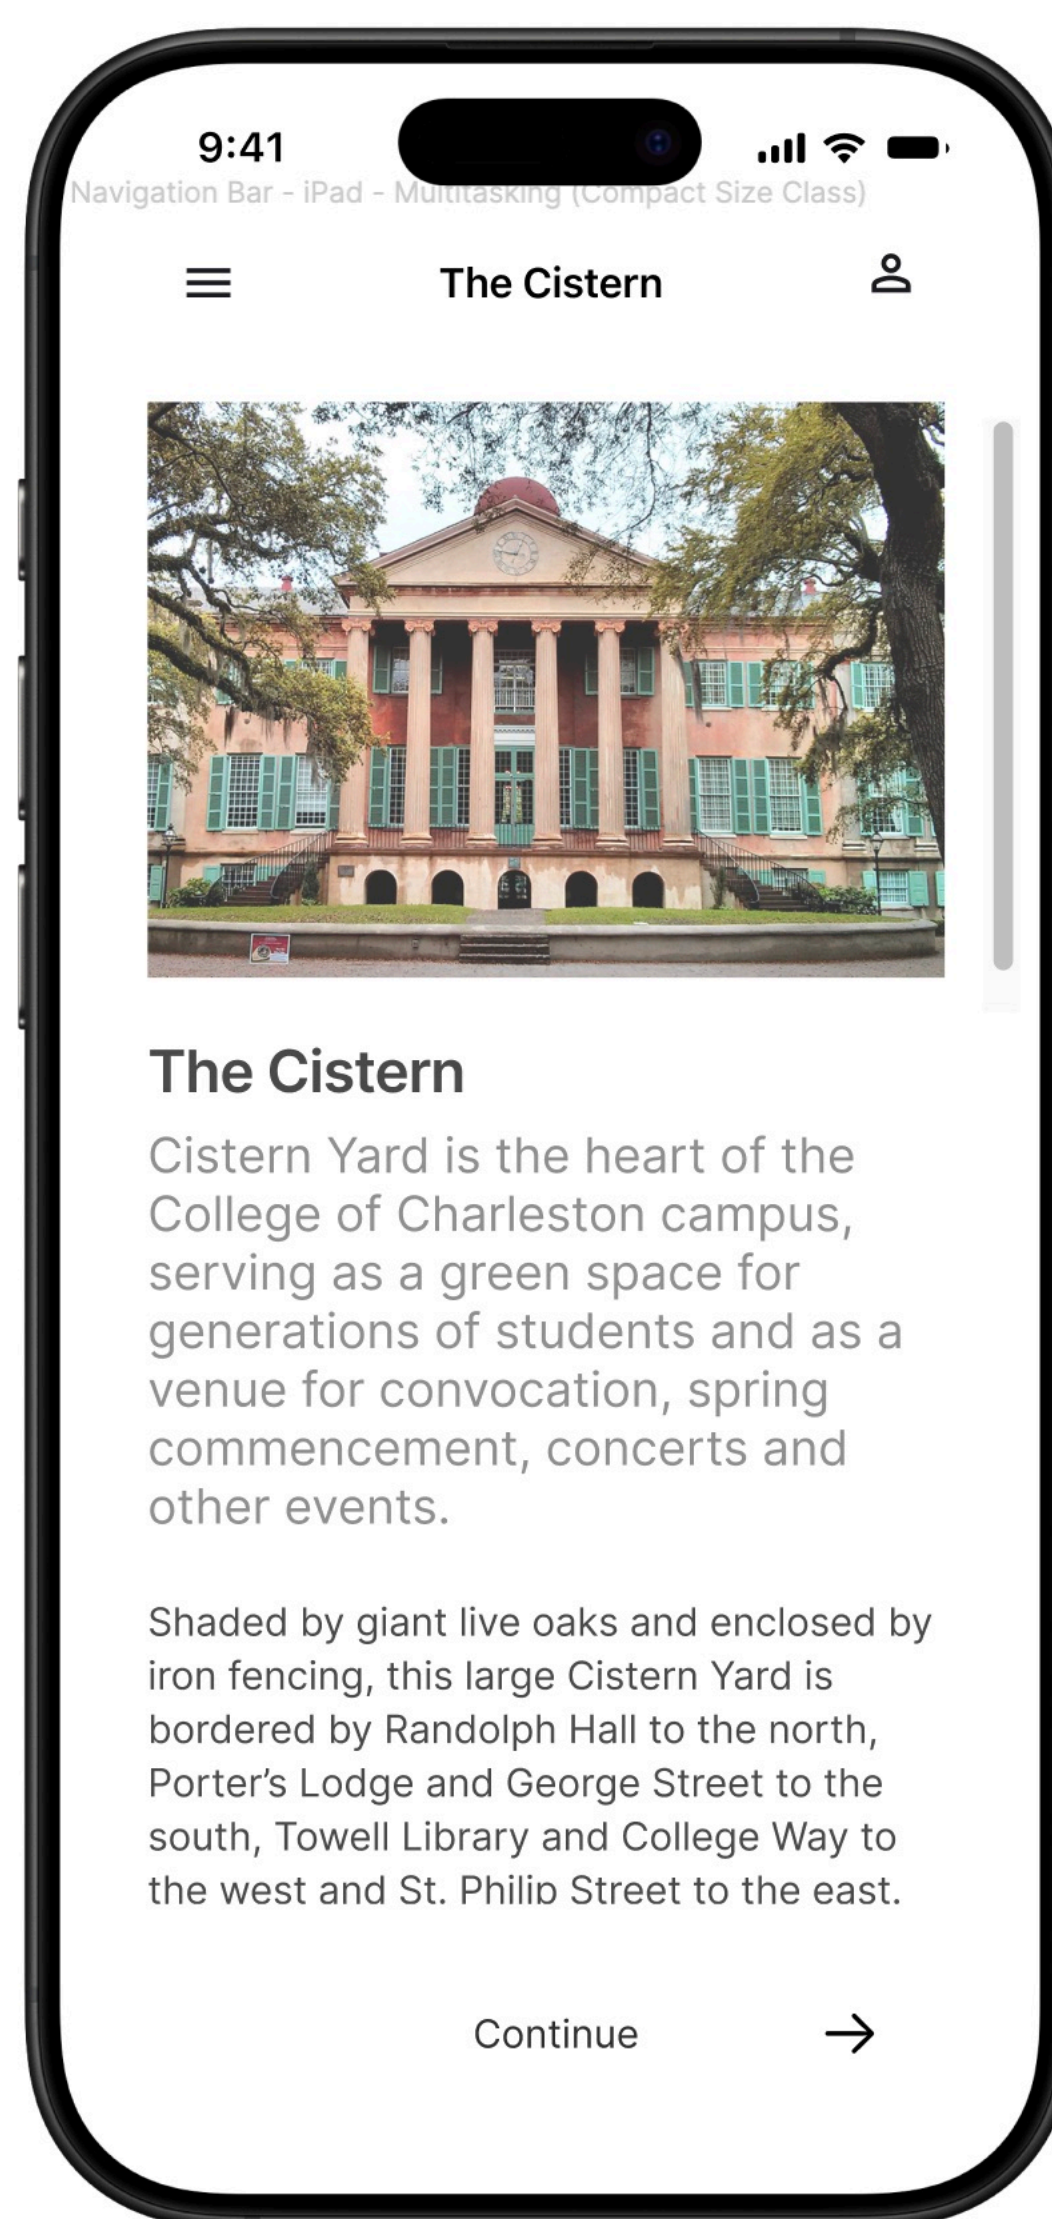 9:41
Navigation Bar - iPad - Multitasking (Compact Size Class)
The Cistern
The Cistern
Cistern Yard is the heart of the
College of Charleston campus,
serving as a green space for
generations of students and as a
venue for convocation, spring
commencement, concerts and
other events.
Shaded by giant live oaks and enclosed by
iron fencing, this large Cistern Yard is
bordered by Randolph Hall to the north,
Porter’s Lodge and George Street to the
south, Towell Library and College Way to
the west and St. Philip Street to the east.
Continue